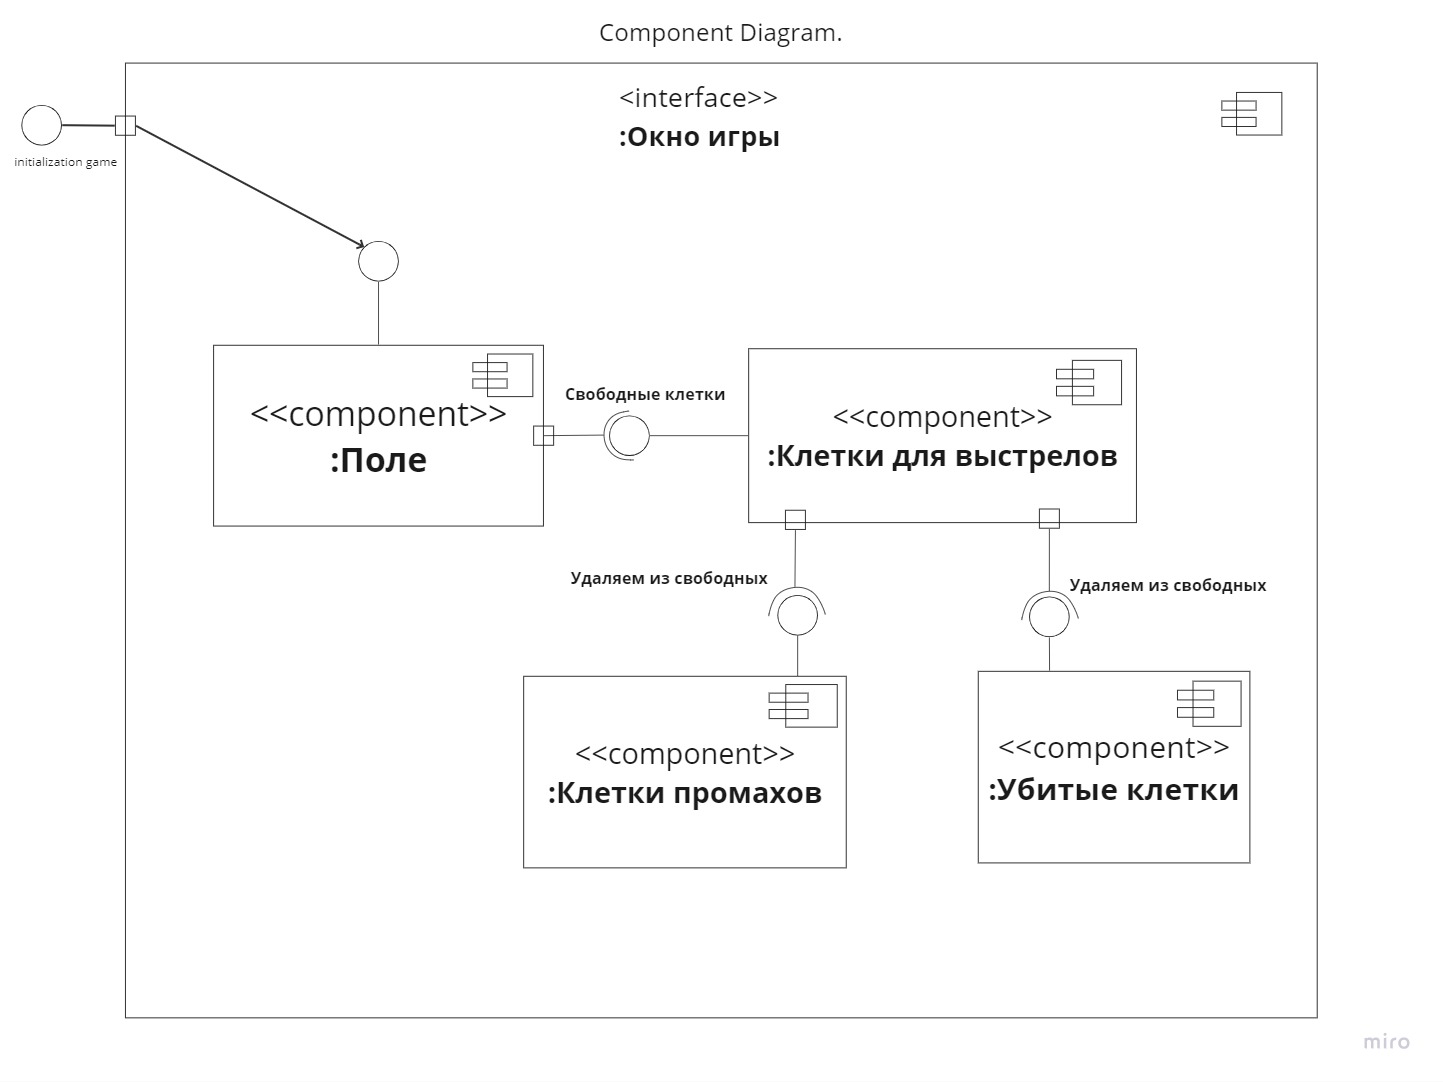 Component Diagram.
<interface>>
:Окно игры
initialization game
<<component>>
:Поле
Свободные клетки
<<component>>
:Клетки для выстрелов
Удаляем из свободных
Удаляем из свободных
<<component>>
:Клетки промахов
<<component>>
:Убитые клетки
miro